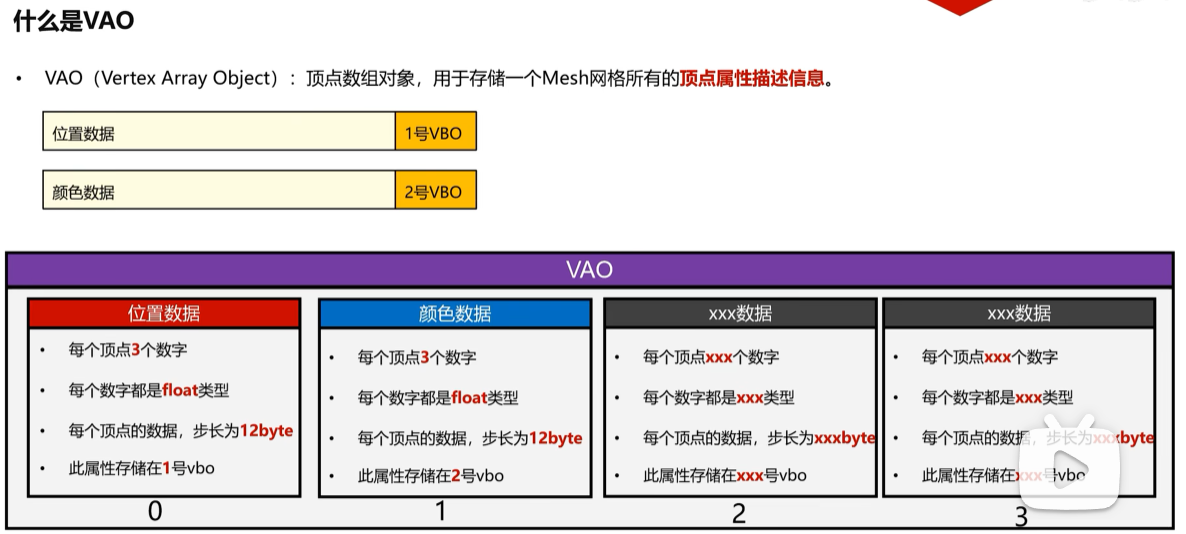 什么是VAO
• VAO（Vertex Array Object）：顶点数组对象，用于存储一个Mesh网格所有的顶点属性描述信息。
位置数据 1号VBO
颜色数据 2号VBO
VAO
位置数据
• 每个顶点3个数字
• 每个数字都是float类型
• 每个顶点的数据，步长为12byte
• 此属性存储在1号vbo
0
颜色数据
• 每个顶点3个数字
• 每个数字都是float类型
• 每个顶点的数据，步长为12byte
• 此属性存储在2号vbo
1
xxx数据
• 每个顶点xxx个数字
• 每个数字都是xxx类型
• 每个顶点的数据，步长为xxxbyte
• 此属性存储在xxx号vbo
2
xxx数据
• 每个顶点xxx个数字
• 每个数字都是xxx类型
• 每个顶点的数据，步长为xxxbyte
• 此属性存储在xxx号vbo
3